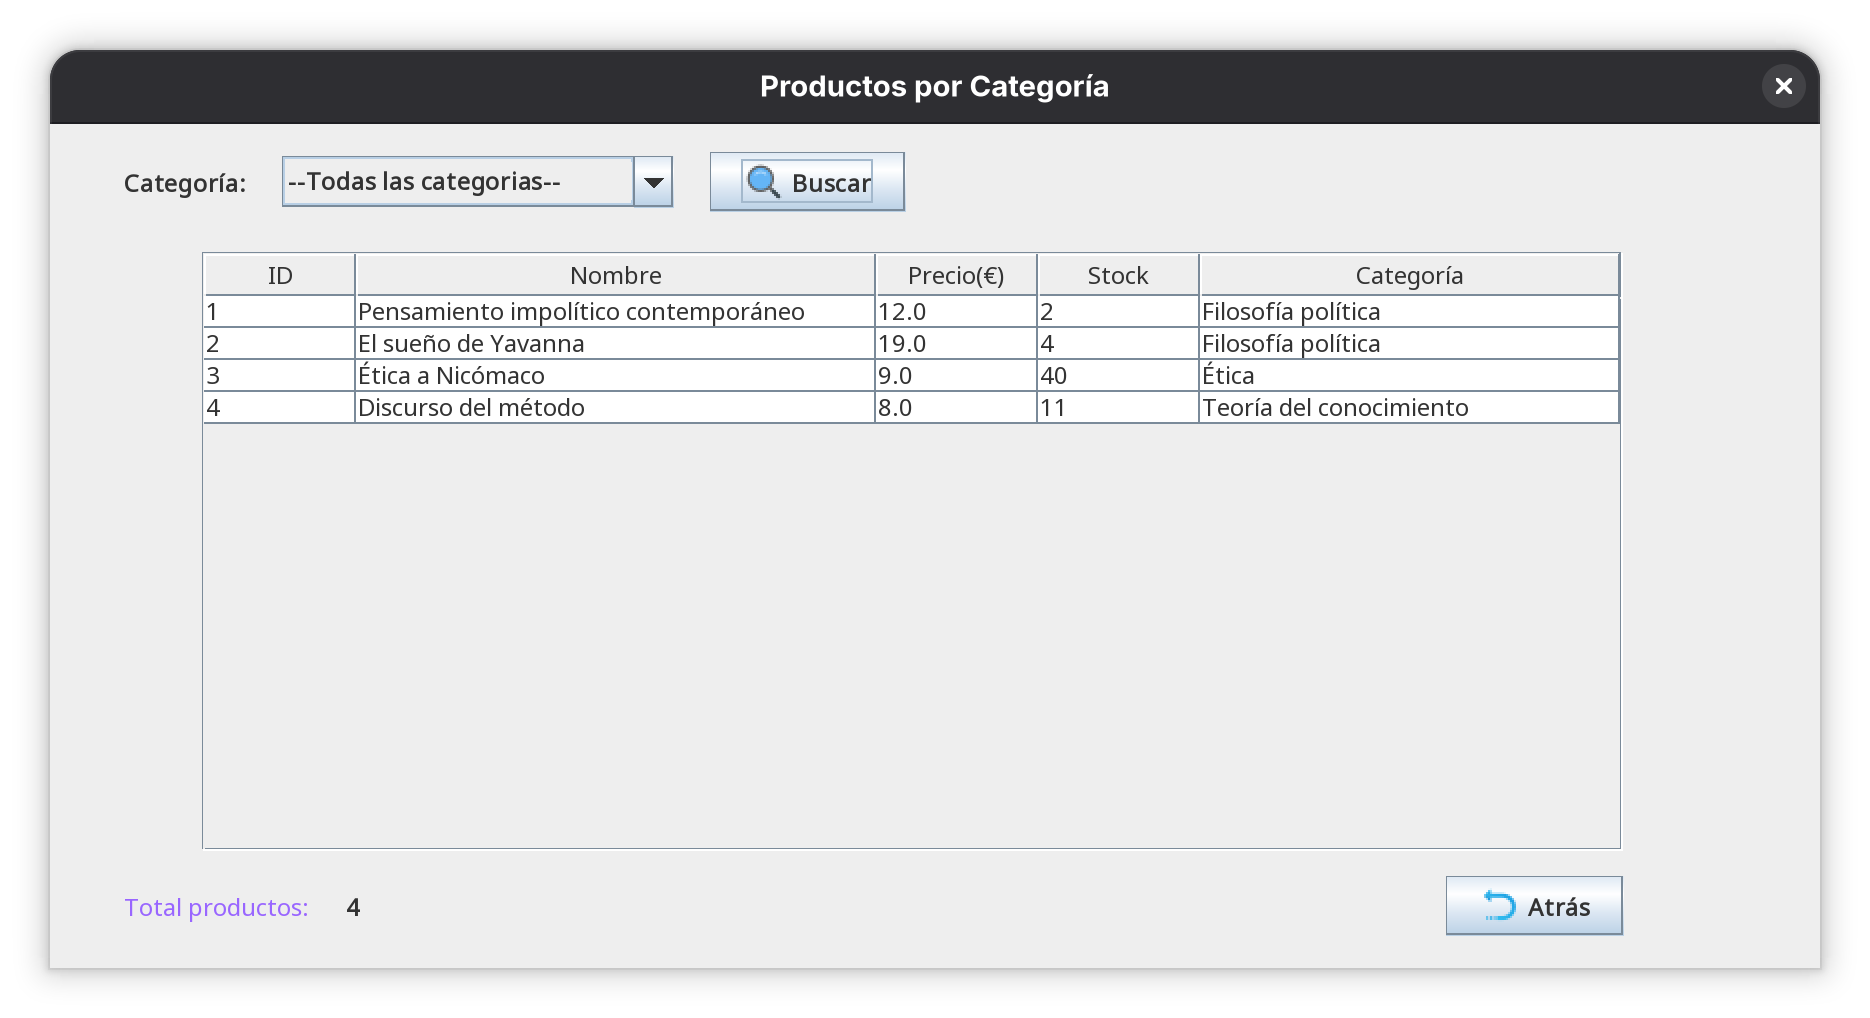 Productos por Categoría
Categoría: --Todas las categorias-- Buscar
ID Nombre Precio(€) Stock Categoría
1 Pensamiento impolítico contemporáneo 12.0 2 Filosofía política
2 El sueño de Yavanna 19.0 4 Filosofía política
3 Ética a Nicómaco 9.0 40 Ética
4 Discurso del método 8.0 11 Teoría del conocimiento
Total productos: 4 Atrás